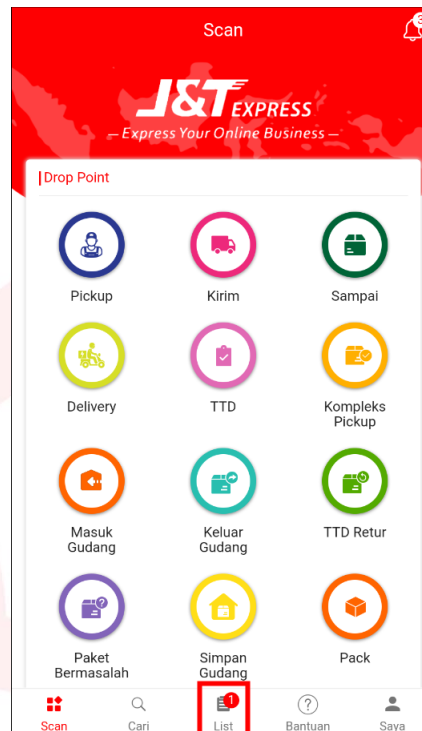 Scan
3
J&T EXPRESS
— Express Your Online Business —
Drop Point
Pickup
Kirim
Sampai
Delivery
TTD
Kompleks
Pickup
Masuk
Gudang
Keluar
Gudang
TTD Retur
Paket
Bermasalah
Simpan
Gudang
Pack
1
Scan
Cari
List
Bantuan
Saya